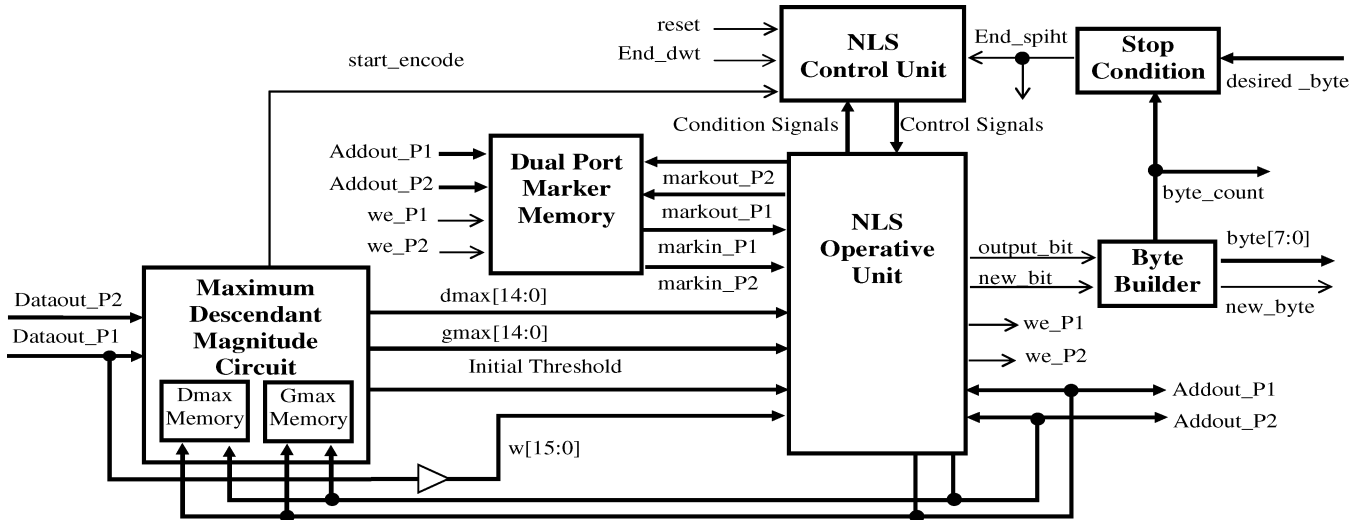 reset
End_dwt
start_encode
NLS
Control Unit
End_spiht
Stop
Condition
desired _byte
Condition Signals
Control Signals
Addout_P1
Addout_P2
we_P1
we_P2
Dual Port
Marker
Memory
markout_P2
markout_P1
markin_P1
markin_P2
NLS
Operative
Unit
byte_count
output_bit
new_bit
Byte
Builder
byte[7:0]
new_byte
Dataout_P2
Dataout_P1
Maximum
Descendant
Magnitude
Circuit
Dmax
Memory
Gmax
Memory
dmax[14:0]
gmax[14:0]
Initial Threshold
w[15:0]
we_P1
we_P2
Addout_P1
Addout_P2